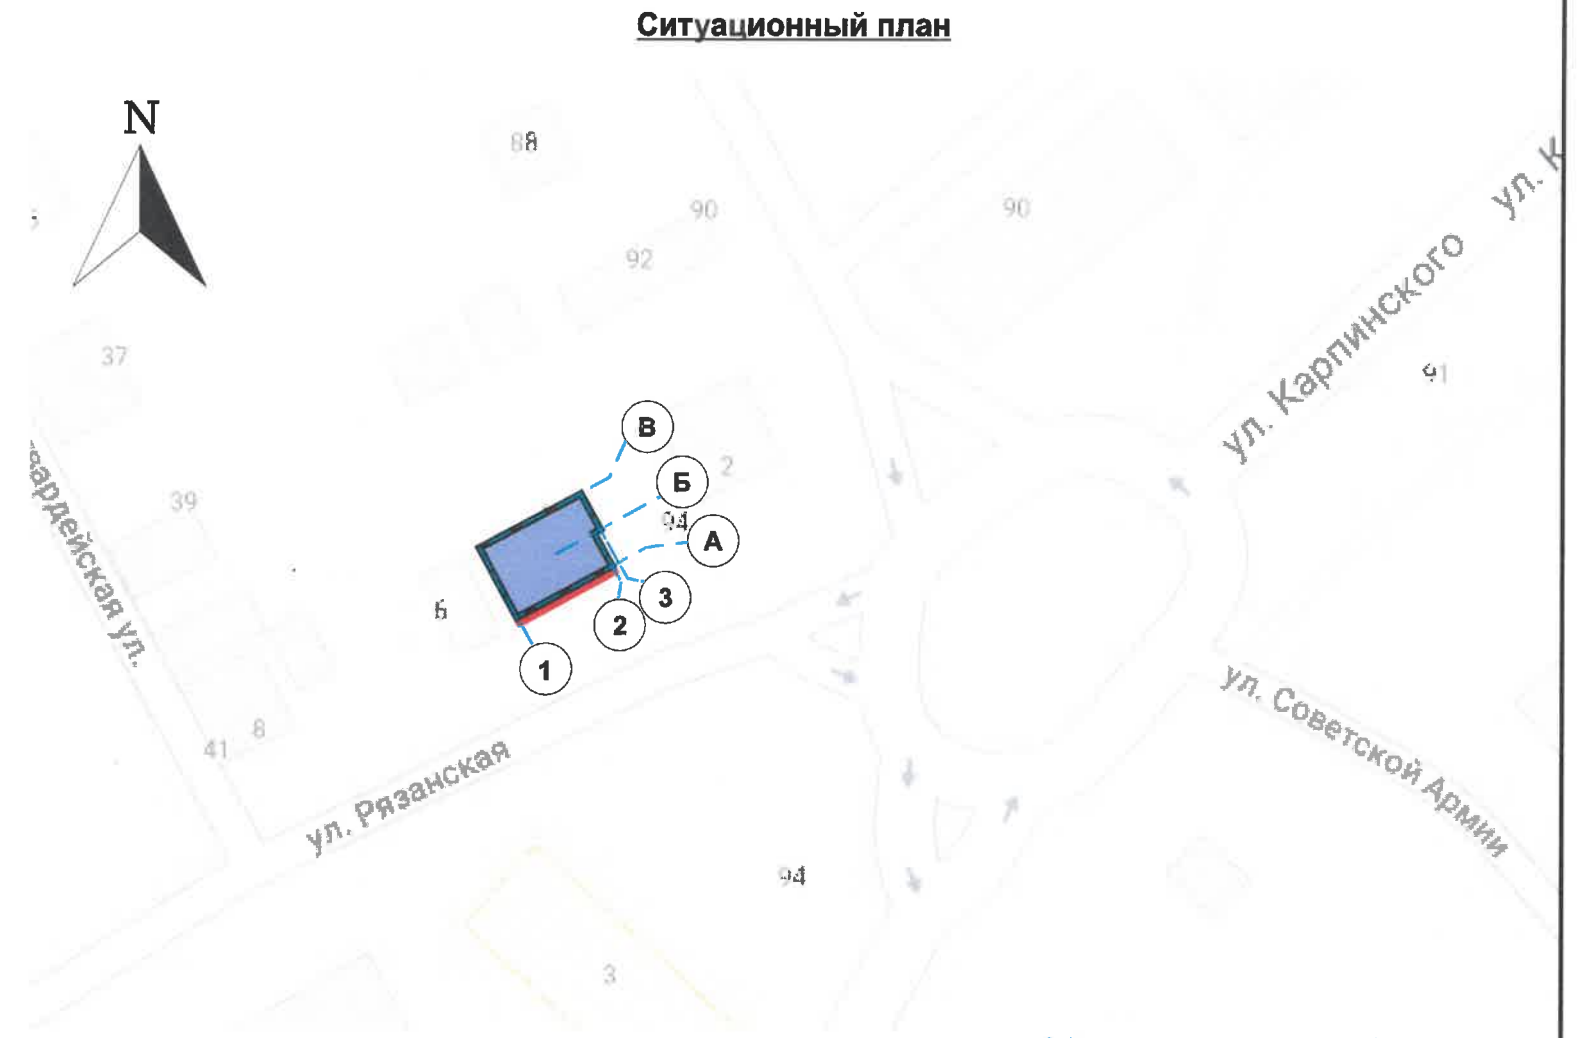 Ситуационный план
N
88
90
90
92
ул. К
ул. Карпинского
37
91
В
2
Б
39
94
А
3
2
6
1
ул. Советской Армии
8
41
ул. Рязанская
94
3